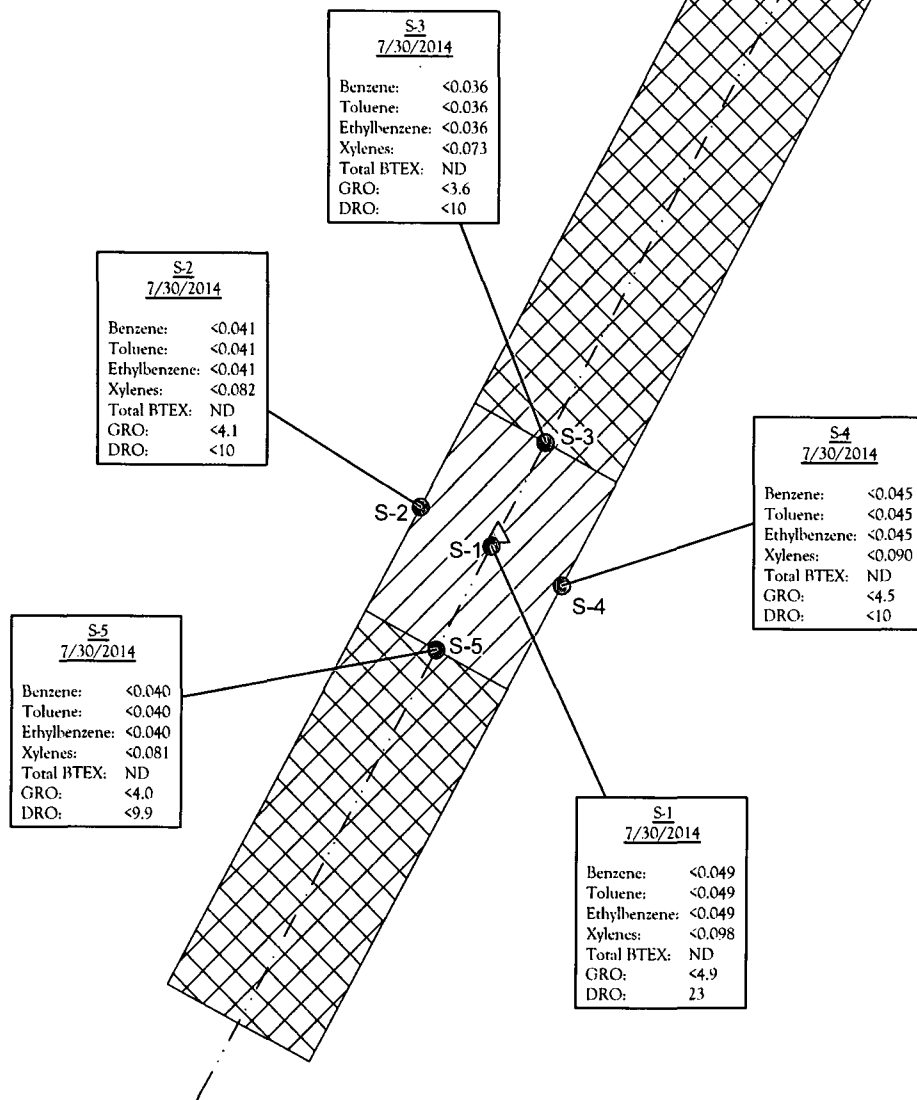 S-3
7/30/2014
Benzene: <0.036
Toluene: <0.036
Ethylbenzene: <0.036
Xylenes: <0.073
Total BTEX: ND
GRO: <3.6
DRO: <10
S-2
7/30/2014
Benzene: <0.041
Toluene: <0.041
Ethylbenzene: <0.041
Xylenes: <0.082
Total BTEX: ND
GRO: <4.1
DRO: <10
S-4
7/30/2014
Benzene: <0.045
Toluene: <0.045
Ethylbenzene: <0.045
Xylenes: <0.090
Total BTEX: ND
GRO: <4.5
DRO: <10
S-3
S-2
S-1
S-4
S-5
S-5
7/30/2014
Benzene: <0.040
Toluene: <0.040
Ethylbenzene: <0.040
Xylenes: <0.081
Total BTEX: ND
GRO: <4.0
DRO: <9.9
S-1
7/30/2014
Benzene: <0.049
Toluene: <0.049
Ethylbenzene: <0.049
Xylenes: <0.098
Total BTEX: ND
GRO: <4.9
DRO: 23